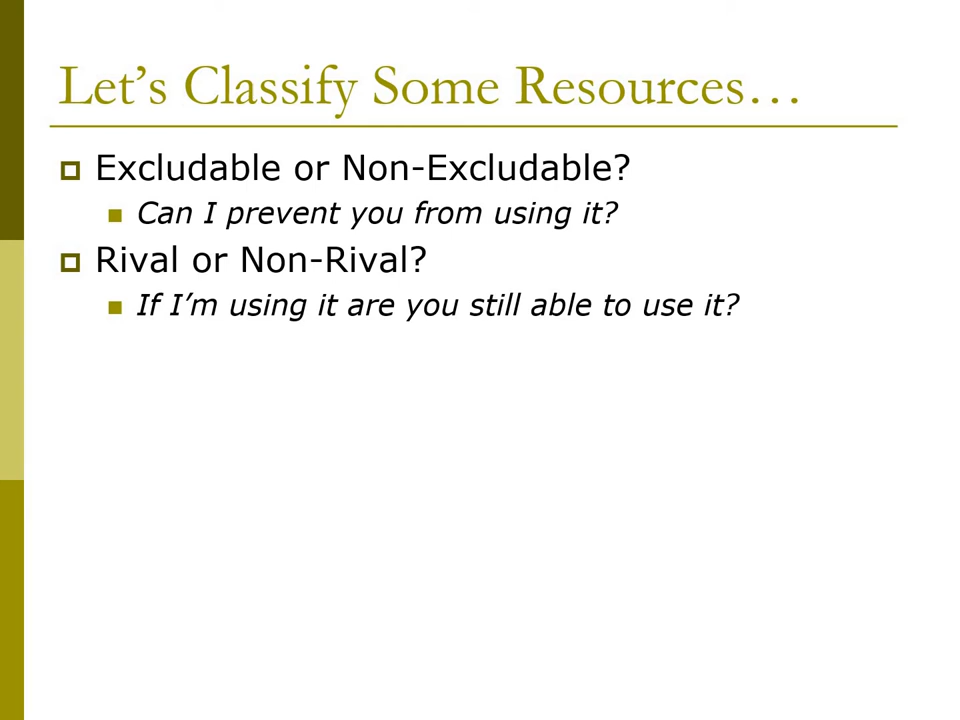 Let’s Classify Some Resources…
Excludable or Non-Excludable?
Can I prevent you from using it?
Rival or Non-Rival?
If I’m using it are you still able to use it?